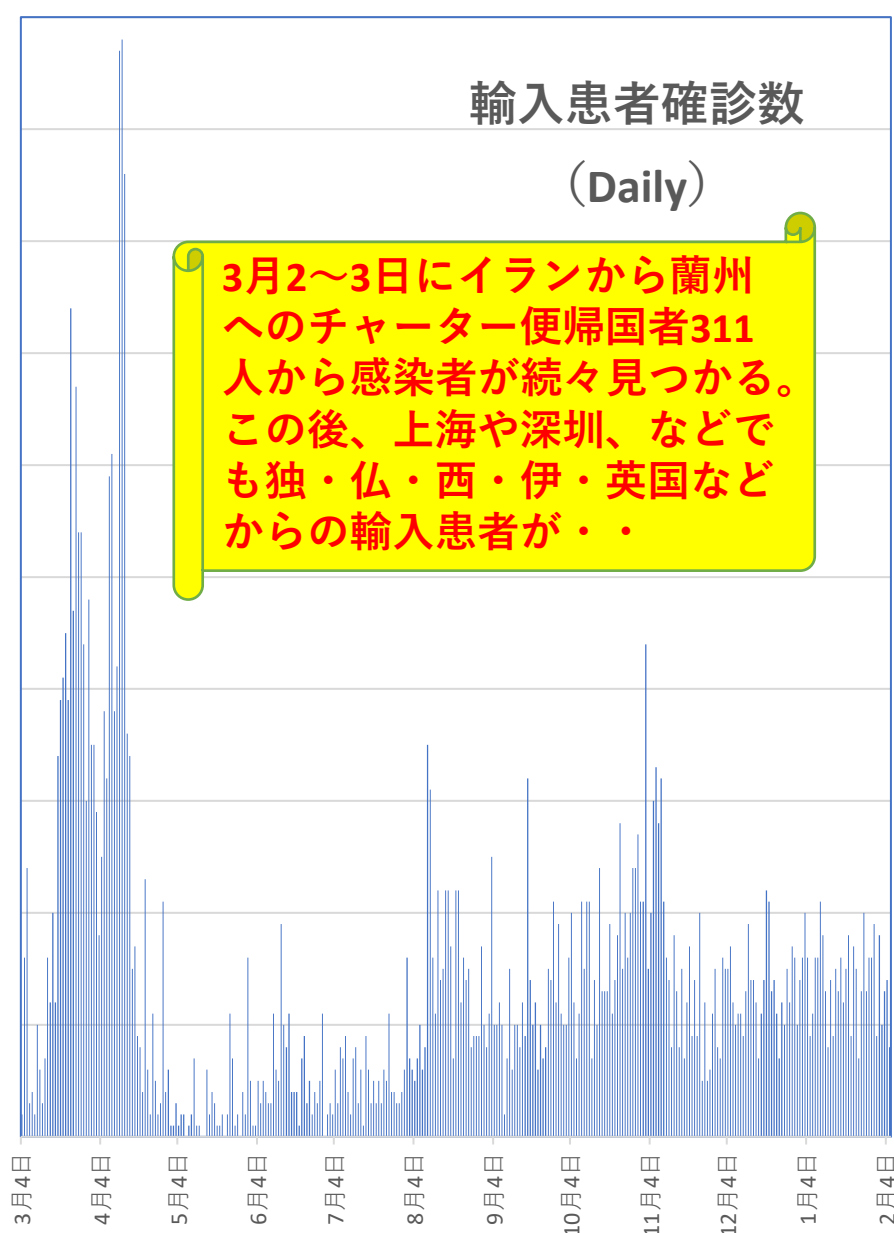 輸入患者確診数
（Daily）
3月2～3日にイランから蘭州
へのチャーター便帰国者311
人から感染者が続々見つかる。
この後、上海や深圳、などで
も独・仏・西・伊・英国など
からの輸入患者が・・
3月4日
4月4日
5月4日
6月4日
7月4日
8月4日
9月4日
10月4日
11月4日
12月4日
1月4日
2月4日